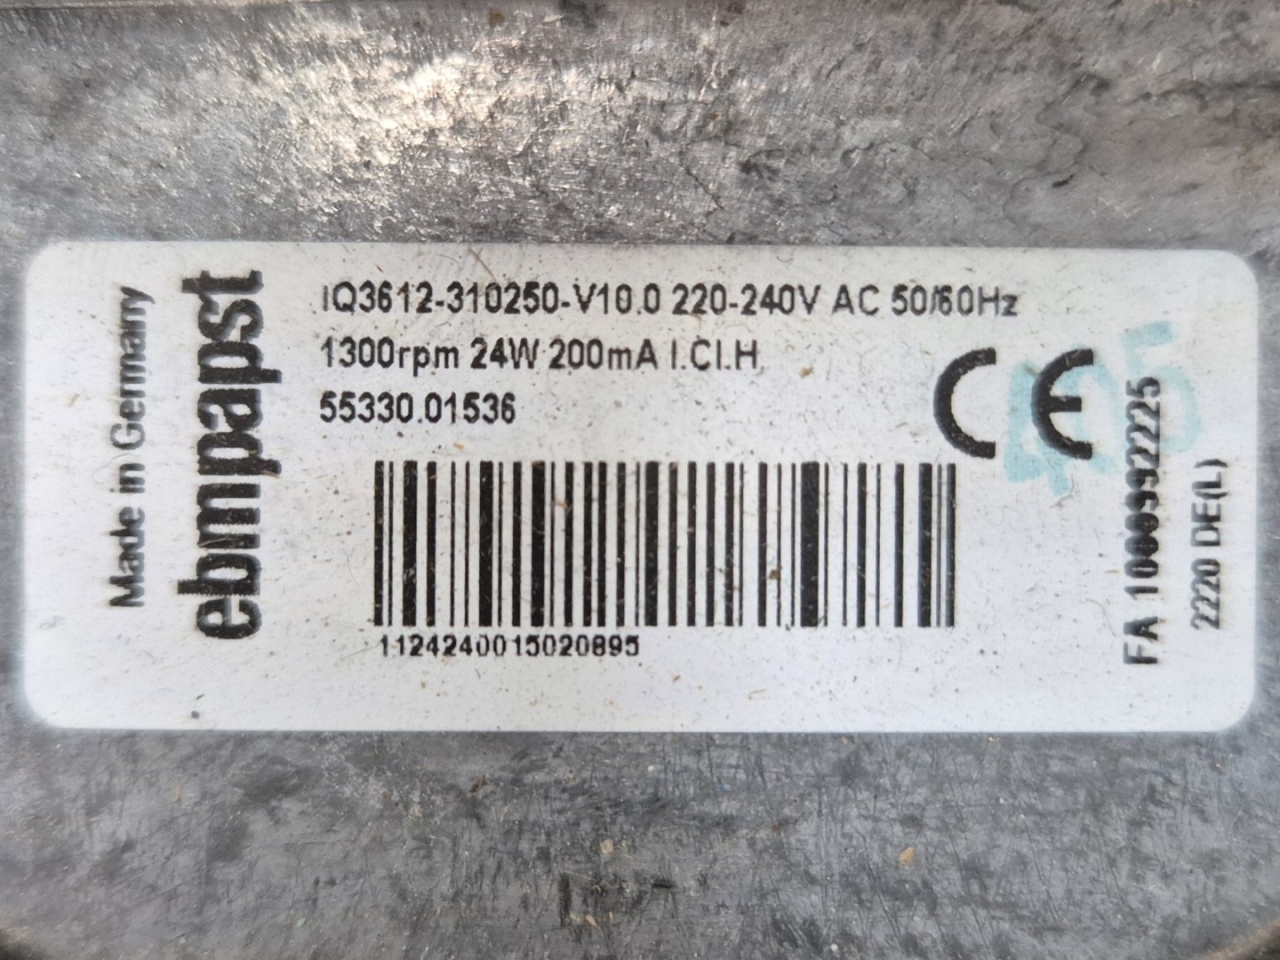 Made in Germany
ebmpapst
IQ3612-310250-V10.0 220-240V AC 50/60Hz
1300rpm 24W 200mA I.Cl.H
55330.01536
CE
1124240015020895
FA 1000992225
2220 DE(L)